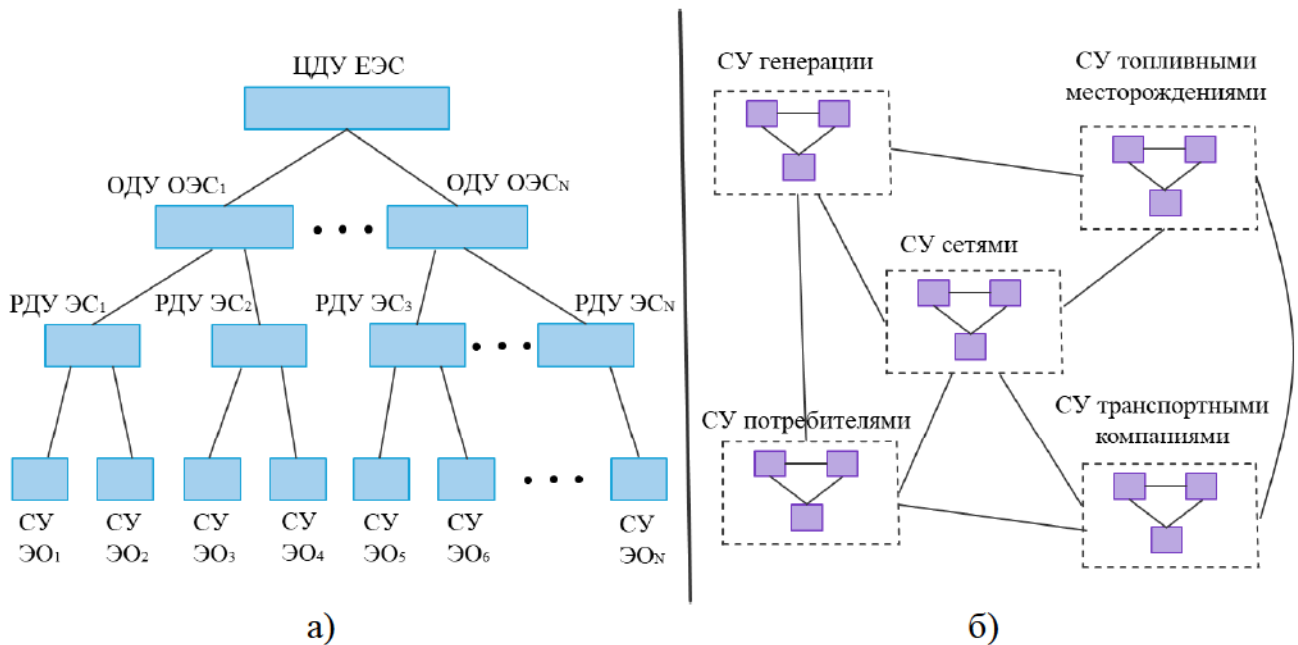 ЦДУ ЕЭС
ОДУ ОЭС₁
ОДУ ОЭСN
РДУ ЭС₁
РДУ ЭС₂
РДУ ЭС₃
РДУ ЭСN
СУ
ЭО₁
СУ
ЭО₂
СУ
ЭО₃
СУ
ЭО₄
СУ
ЭО₅
СУ
ЭО₆
СУ
ЭОN
а)
СУ генерации
СУ топливными
месторождениями
СУ сетями
СУ потребителями
СУ транспортными
компаниями
б)